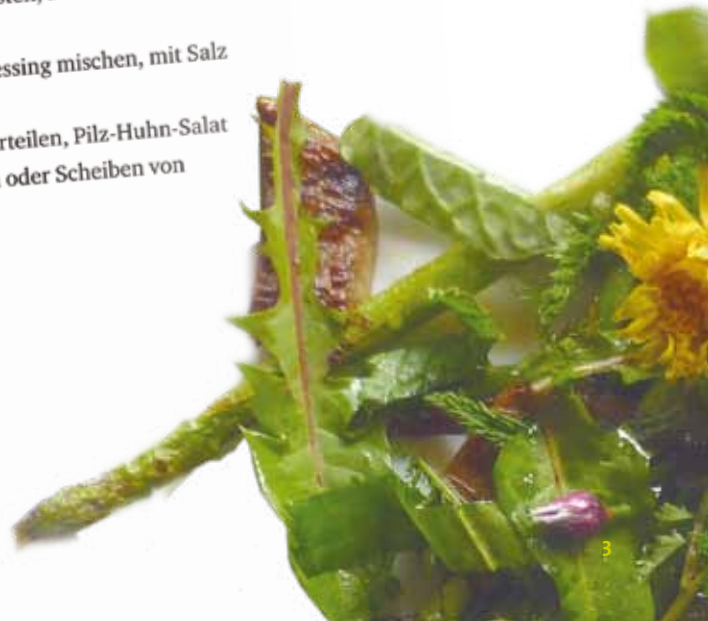 essing mischen, mit Salz
rteilen, Pilz-Huhn-Salat
oder Scheiben von
3